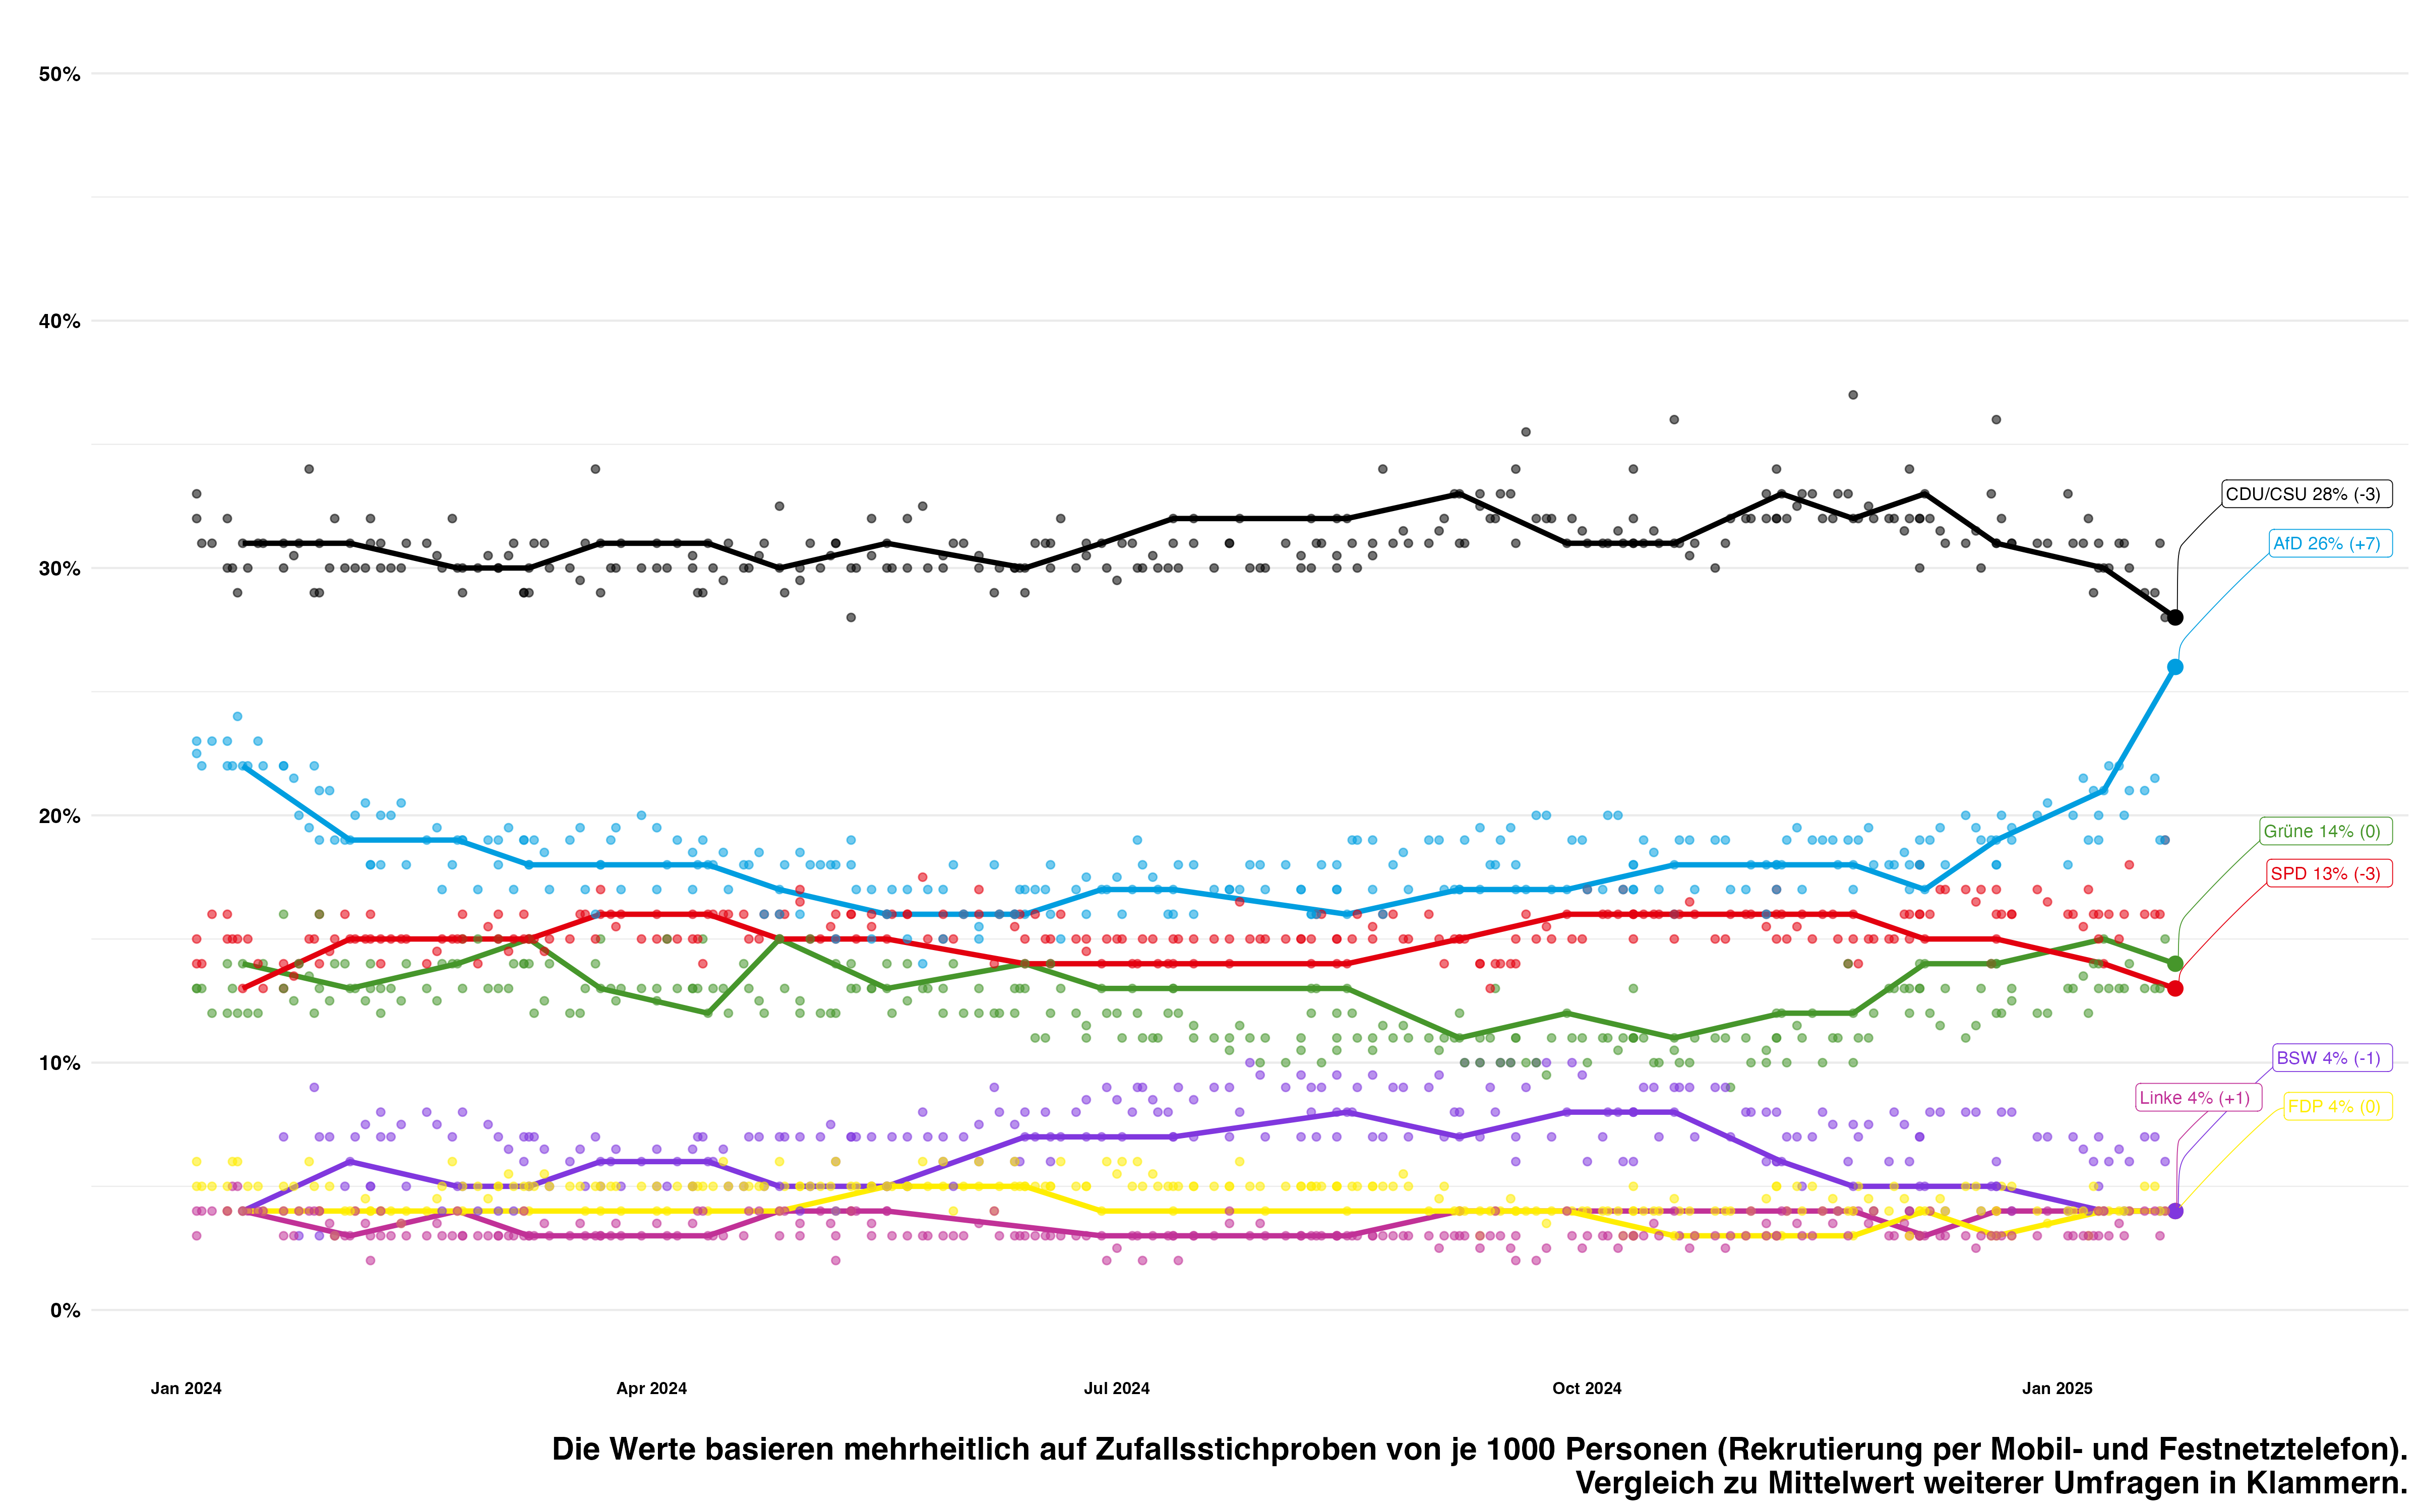 50%
40%
30%
20%
10%
0%
CDU/CSU 28% (-3)
AfD 26% (+7)
Grüne 14% (0)
SPD 13% (-3)
BSW 4% (-1)
Linke 4% (+1)
FDP 4% (0)
Jan 2024
Apr 2024
Jul 2024
Oct 2024
Jan 2025
Die Werte basieren mehrheitlich auf Zufallsstichproben von je 1000 Personen (Rekrutierung per Mobil- und Festnetztelefon).
Vergleich zu Mittelwert weiterer Umfragen in Klammern.